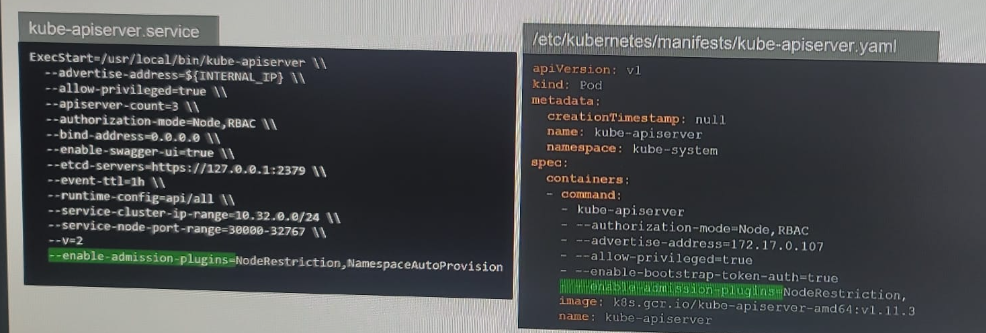 kube-apiserver.service
ExecStart=/usr/local/bin/kube-apiserver \\
--advertise-address=${INTERNAL_IP} \\
--allow-privileged=true \\
--apiserver-count=3 \\
--authorization-mode=Node,RBAC \\
--bind-address=0.0.0.0 \\
--enable-swagger-ui=true \\
--etcd-servers=https://127.0.0.1:2379 \\
--event-ttl=1h \\
--runtime-config=api/all \\
--service-cluster-ip-range=10.32.0.0/24 \\
--service-node-port-range=30000-32767 \\
--v=2
--enable-admission-plugins=NodeRestriction,NamespaceAutoProvision
/etc/kubernetes/manifests/kube-apiserver.yaml
apiVersion: v1
kind: Pod
metadata:
creationTimestamp: null
name: kube-apiserver
namespace: kube-system
spec:
containers:
- command:
- kube-apiserver
- --authorization-mode=Node,RBAC
- --advertise-address=172.17.0.107
- --allow-privileged=true
- --enable-bootstrap-token-auth=true
- --enable-admission-plugins=NodeRestriction,
image: k8s.gcr.io/kube-apiserver-amd64:v1.11.3
name: kube-apiserver